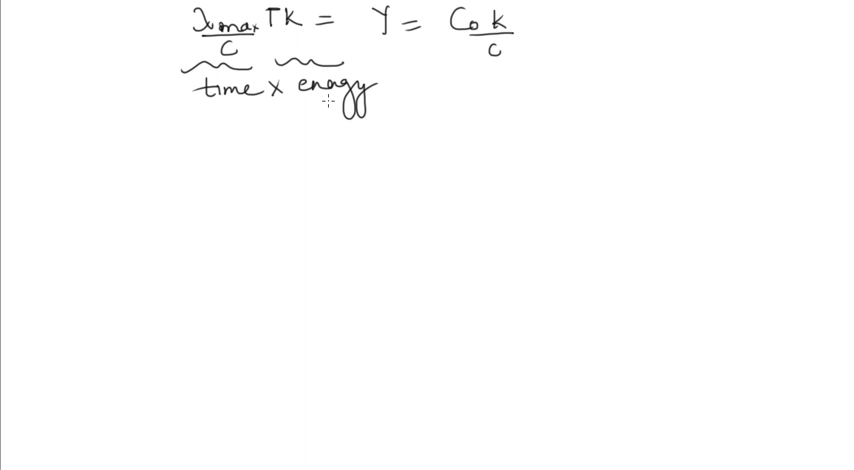 λmax/c TK = γ = C₀k/c
time × energy